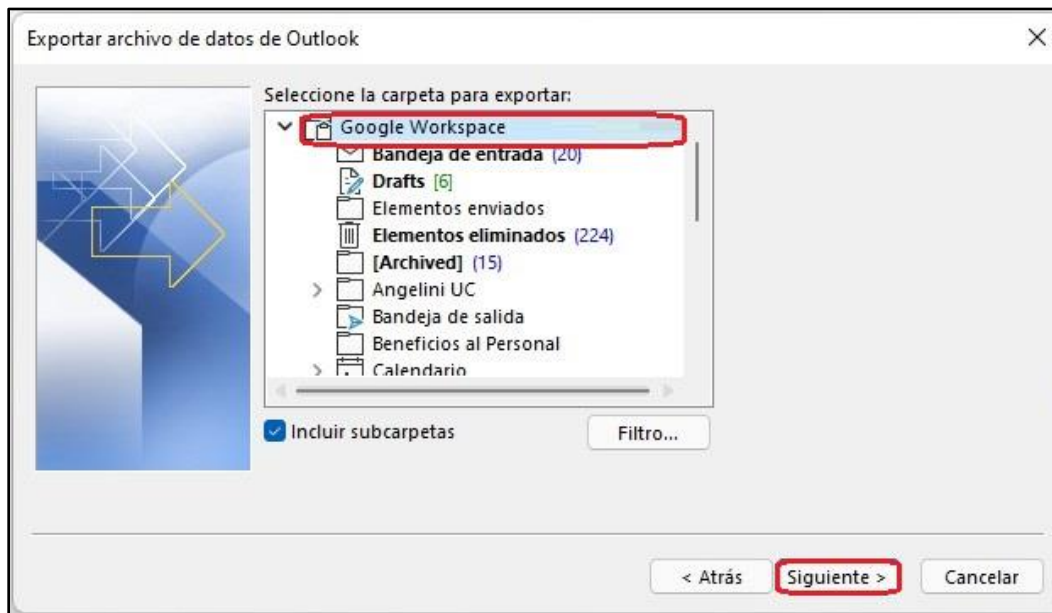 Exportar archivo de datos de Outlook
Seleccione la carpeta para exportar:
Google Workspace
Bandeja de entrada (20)
Drafts [6]
Elementos enviados
Elementos eliminados (224)
[Archived] (15)
Angelini UC
Bandeja de salida
Beneficios al Personal
Calendario
Incluir subcarpetas
Filtro...
< Atrás Siguiente > Cancelar